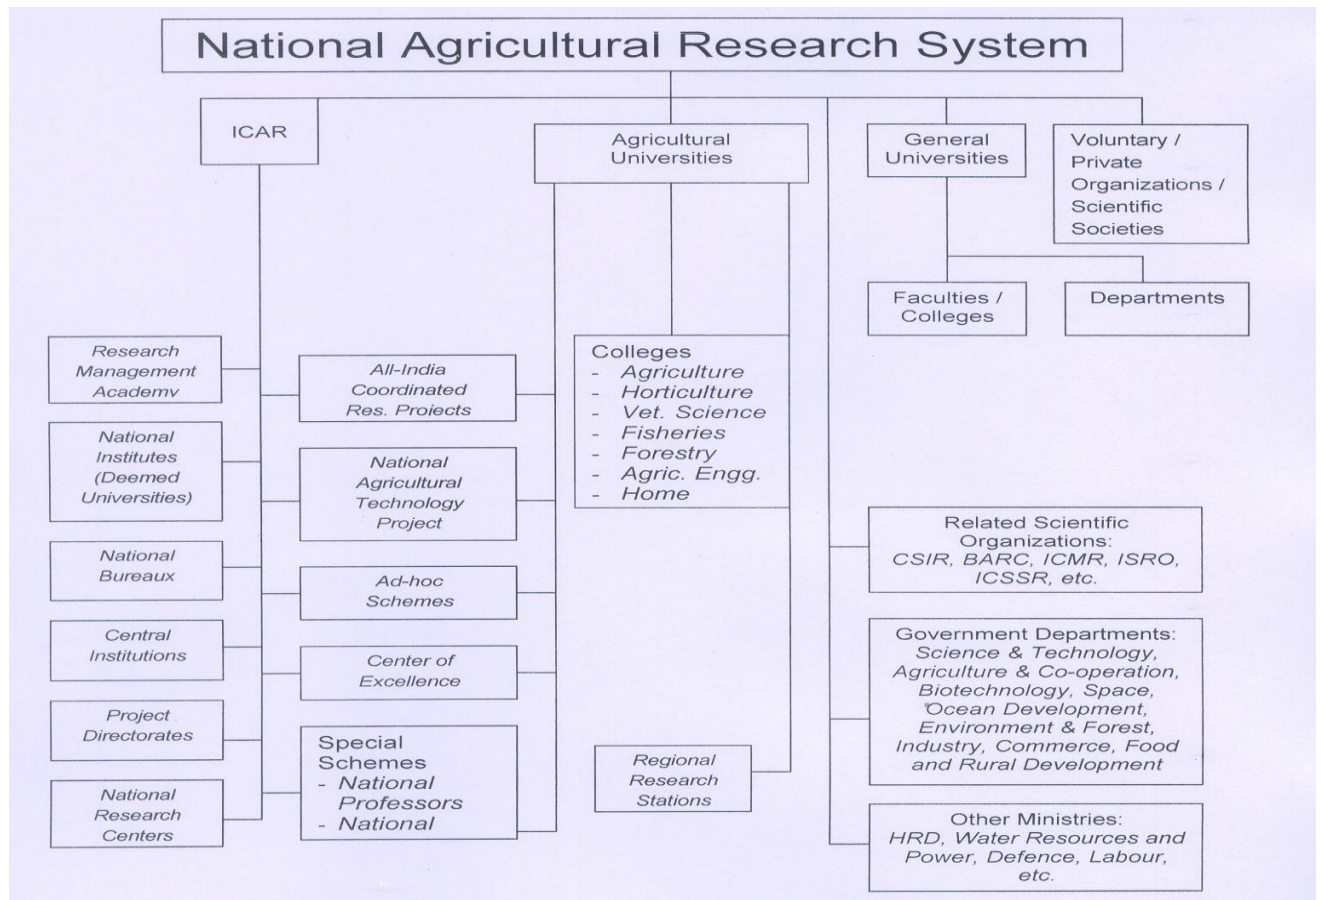 National Agricultural Research System
ICAR
Agricultural
Universities
General
Universities
Voluntary /
Private
Organizations /
Scientific
Societies
Faculties /
Colleges
Departments
Research
Management
Academy
National
Institutes
(Deemed
Universities)
National
Bureaux
Central
Institutions
Project
Directorates
National
Research
Centers
All-India
Coordinated
Res. Projects
National
Agricultural
Technology
Project
Ad-hoc
Schemes
Center of
Excellence
Special
Schemes
- National
Professors
- National
Colleges
- Agriculture
- Horticulture
- Vet. Science
- Fisheries
- Forestry
- Agric. Engg.
- Home
Regional
Research
Stations
Related Scientific
Organizations:
CSIR, BARC, ICMR, ISRO,
ICSSR, etc.
Government Departments:
Science & Technology,
Agriculture & Co-operation,
Biotechnology, Space,
Ocean Development,
Environment & Forest,
Industry, Commerce, Food
and Rural Development
Other Ministries:
HRD, Water Resources and
Power, Defence, Labour,
etc.